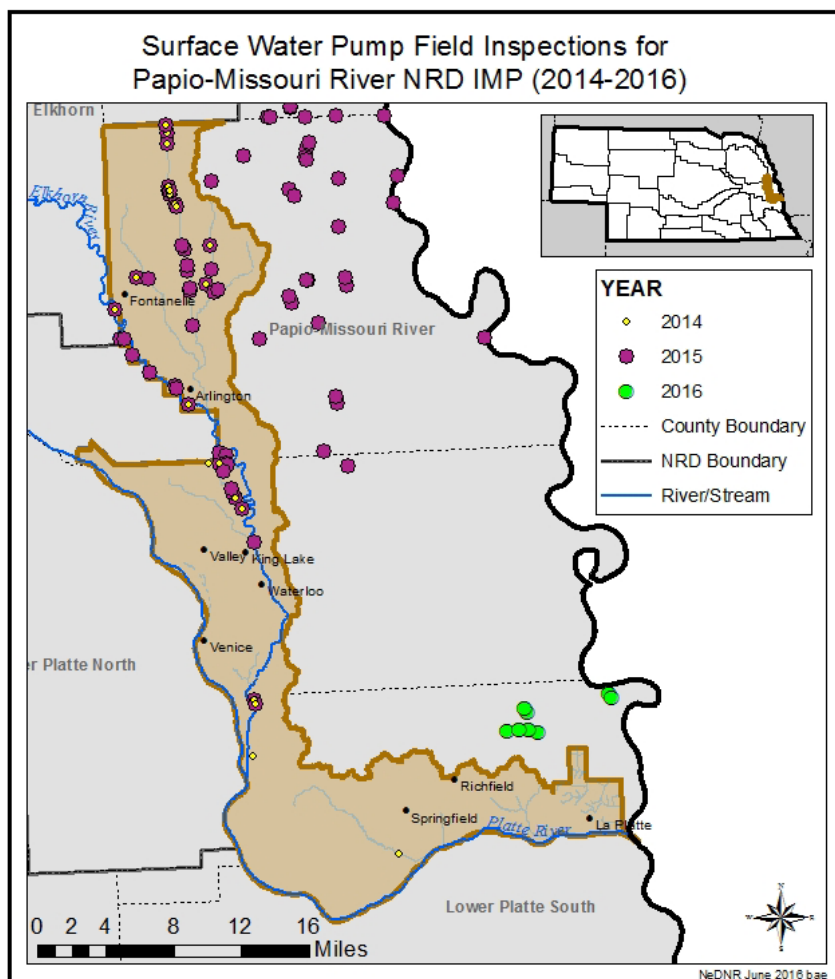 Surface Water Pump Field Inspections for
Papio-Missouri River NRD IMP (2014-2016)
Elkhorn
Elkhorn River
Fontanelle
Papio-Missouri River
Arlington
YEAR
2014
2015
2016
County Boundary
NRD Boundary
River/Stream
Valley
King Lake
Waterloo
Venice
er Platte North
Richfield
Springfield
La Platte
Platte River
Lower Platte South
0 2 4 8 12 16
Miles
N
W
E
S
NeDNR June 2016 bae